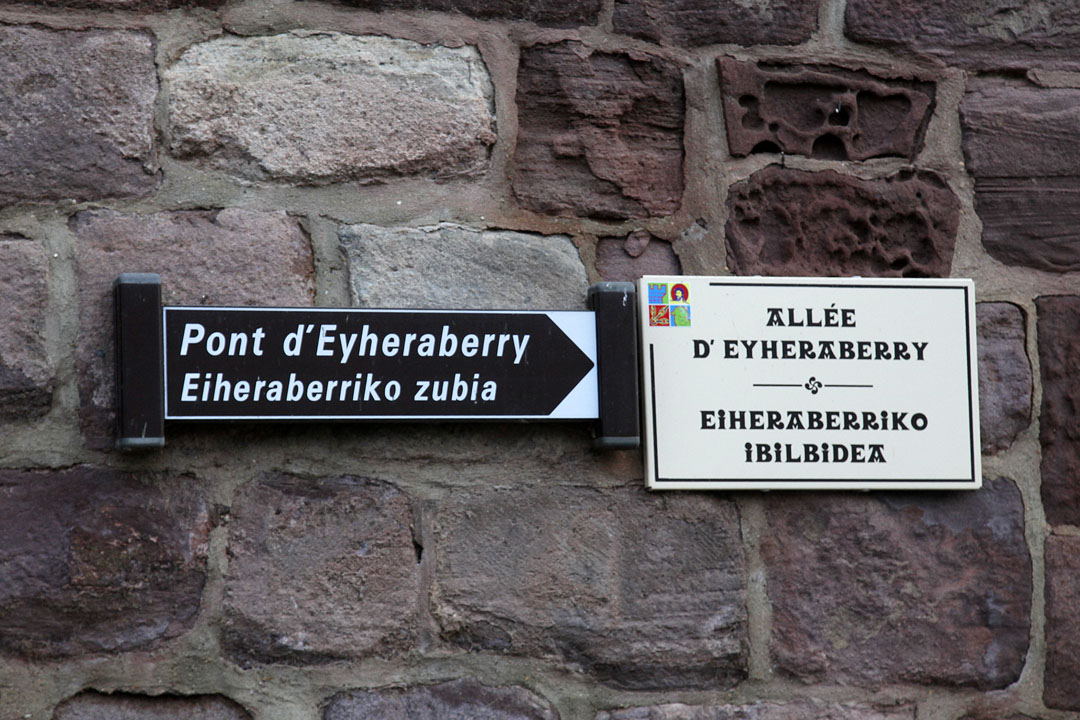 Pont d'Eyheraberry
Eiheraberriko zubia
ALLÉE
D' EYHERABERRY
EiHERABERRiKO
iBiLBiDEA